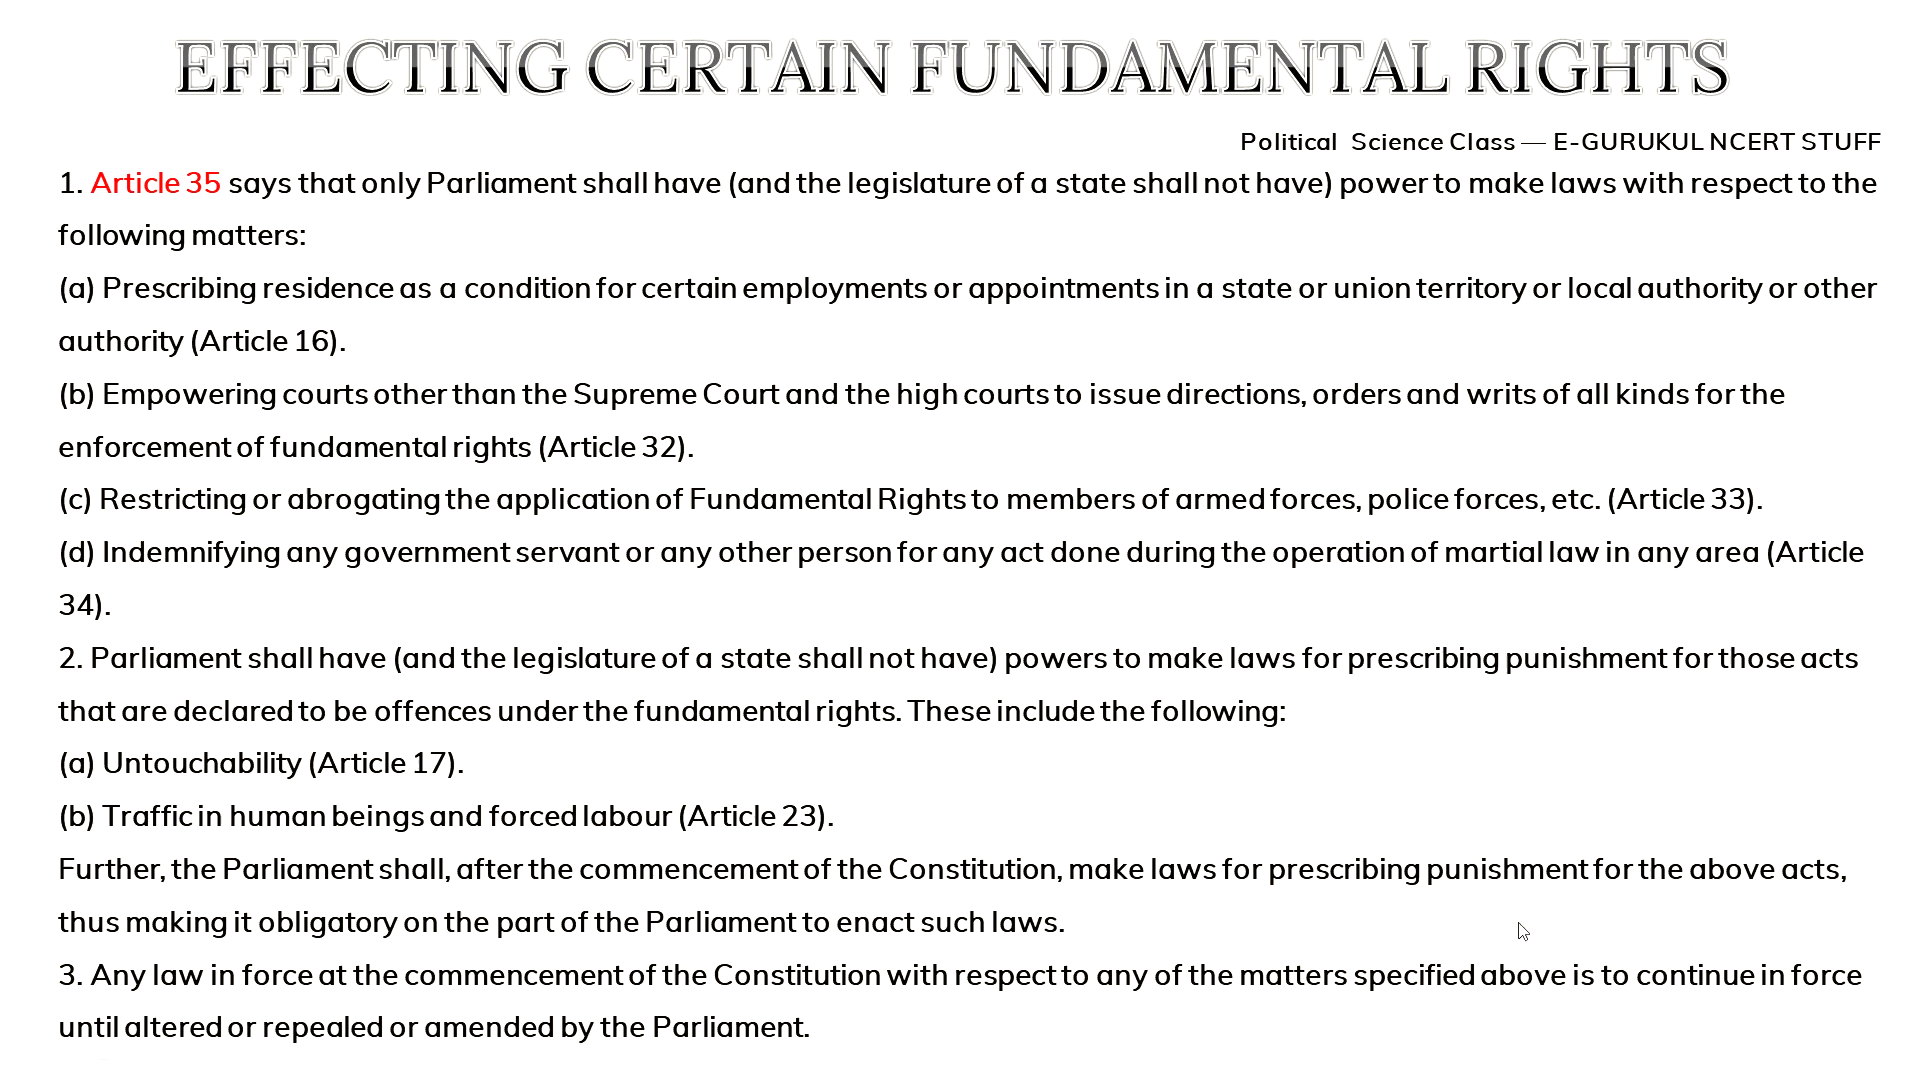 EFFECTING CERTAIN FUNDAMENTAL RIGHTS
Political Science Class — E-GURUKUL NCERT STUFF
1. Article 35 says that only Parliament shall have (and the legislature of a state shall not have) power to make laws with respect to the
following matters:
(a) Prescribing residence as a condition for certain employments or appointments in a state or union territory or local authority or other
authority (Article 16).
(b) Empowering courts other than the Supreme Court and the high courts to issue directions, orders and writs of all kinds for the
enforcement of fundamental rights (Article 32).
(c) Restricting or abrogating the application of Fundamental Rights to members of armed forces, police forces, etc. (Article 33).
(d) Indemnifying any government servant or any other person for any act done during the operation of martial law in any area (Article
34).
2. Parliament shall have (and the legislature of a state shall not have) powers to make laws for prescribing punishment for those acts
that are declared to be offences under the fundamental rights. These include the following:
(a) Untouchability (Article 17).
(b) Traffic in human beings and forced labour (Article 23).
Further, the Parliament shall, after the commencement of the Constitution, make laws for prescribing punishment for the above acts,
thus making it obligatory on the part of the Parliament to enact such laws.
3. Any law in force at the commencement of the Constitution with respect to any of the matters specified above is to continue in force
until altered or repealed or amended by the Parliament.